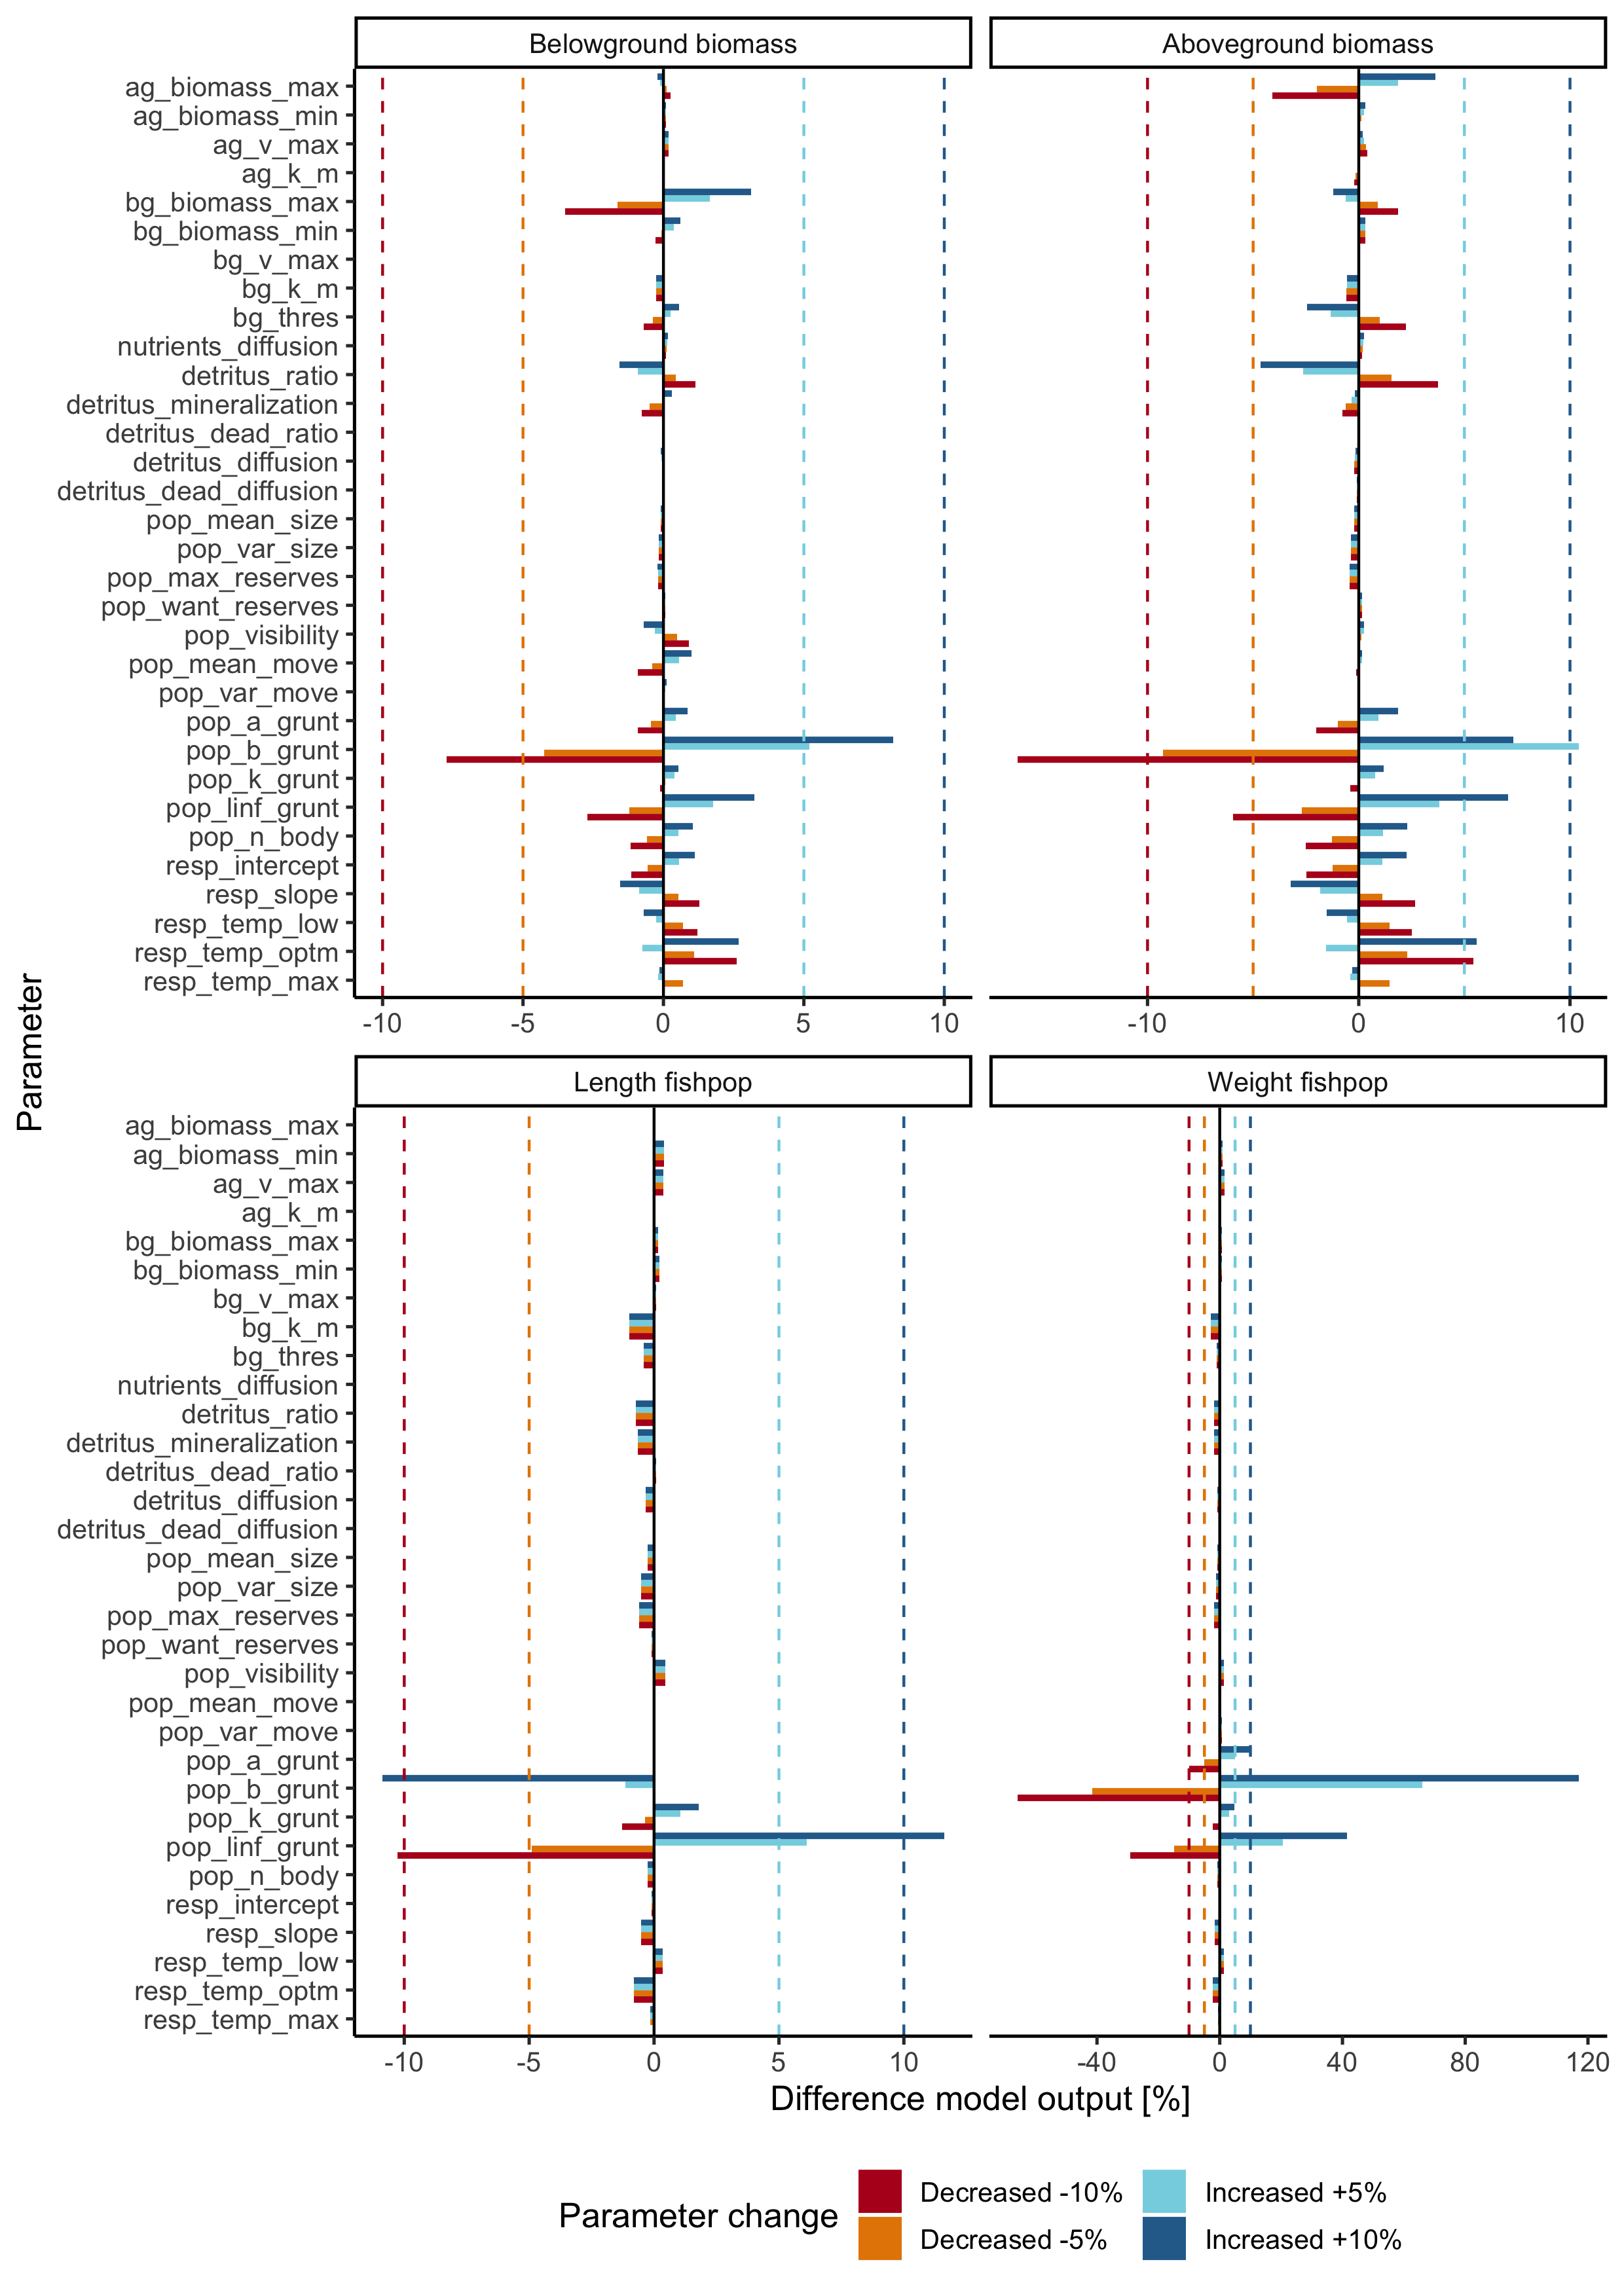 Belowground biomass
Aboveground biomass
ag_biomass_max
ag_biomass_min
ag_v_max
ag_k_m
bg_biomass_max
bg_biomass_min
bg_v_max
bg_k_m
bg_thres
nutrients_diffusion
detritus_ratio
detritus_mineralization
detritus_dead_ratio
detritus_diffusion
detritus_dead_diffusion
pop_mean_size
pop_var_size
pop_max_reserves
pop_want_reserves
pop_visibility
pop_mean_move
pop_var_move
pop_a_grunt
pop_b_grunt
pop_k_grunt
pop_linf_grunt
pop_n_body
resp_intercept
resp_slope
resp_temp_low
resp_temp_optm
resp_temp_max
-10 -5 0 5 10
-10 0 10
Parameter
Length fishpop
Weight fishpop
ag_biomass_max
ag_biomass_min
ag_v_max
ag_k_m
bg_biomass_max
bg_biomass_min
bg_v_max
bg_k_m
bg_thres
nutrients_diffusion
detritus_ratio
detritus_mineralization
detritus_dead_ratio
detritus_diffusion
detritus_dead_diffusion
pop_mean_size
pop_var_size
pop_max_reserves
pop_want_reserves
pop_visibility
pop_mean_move
pop_var_move
pop_a_grunt
pop_b_grunt
pop_k_grunt
pop_linf_grunt
pop_n_body
resp_intercept
resp_slope
resp_temp_low
resp_temp_optm
resp_temp_max
-10 -5 0 5 10
-40 0 40 80 120
Difference model output [%]
Parameter change
Decreased -10%
Increased +5%
Decreased -5%
Increased +10%